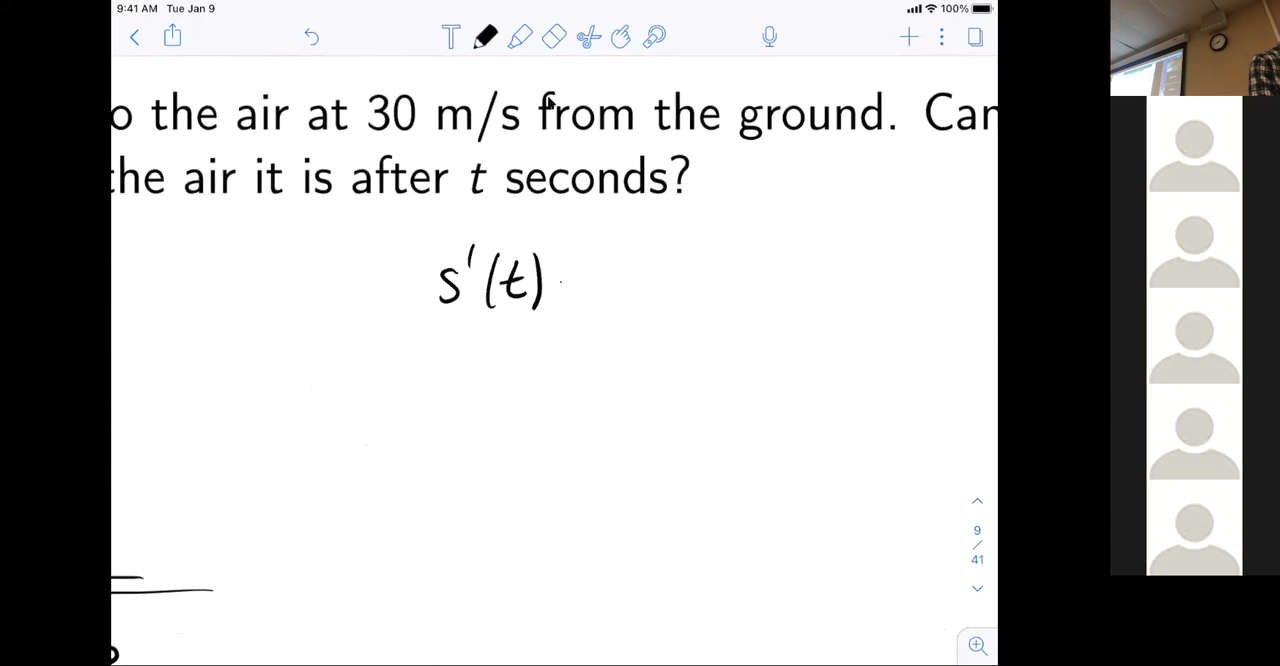 9:41 AM Tue Jan 9 100%
T
o the air at 30 m/s from the ground. Can
the air it is after t seconds?
s'(t)
9
/
41